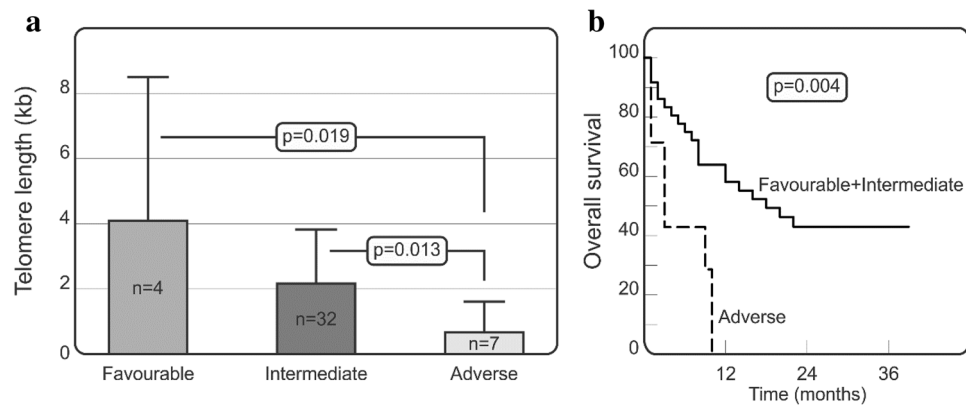 a
Telomere length (kb)
8
6
4
2
0
p=0.019
p=0.013
n=4
n=32
n=7
Favourable
Intermediate
Adverse
b
Overall survival
100
80
60
40
20
0
p=0.004
Favourable+Intermediate
Adverse
12
24
36
Time (months)